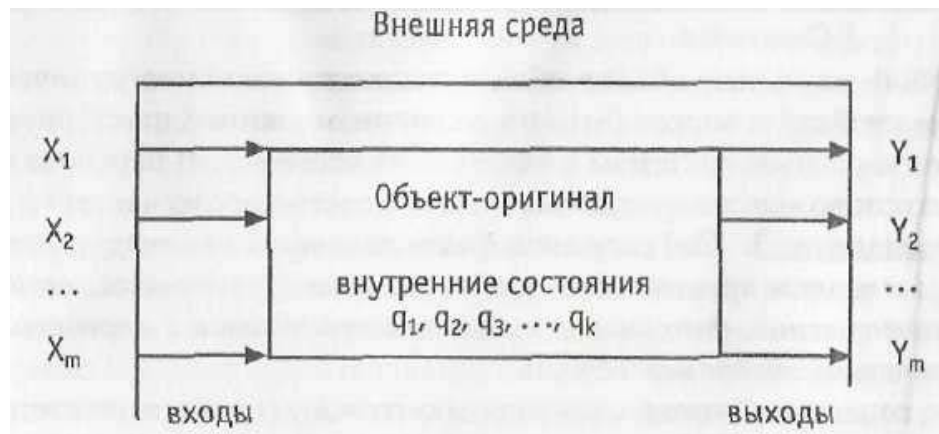 Внешняя среда
X1 Y1
Объект-оригинал
X2 Y2
... внутренние состояния ...
q1, q2, q3, ..., qk
Xm Ym
входы выходы